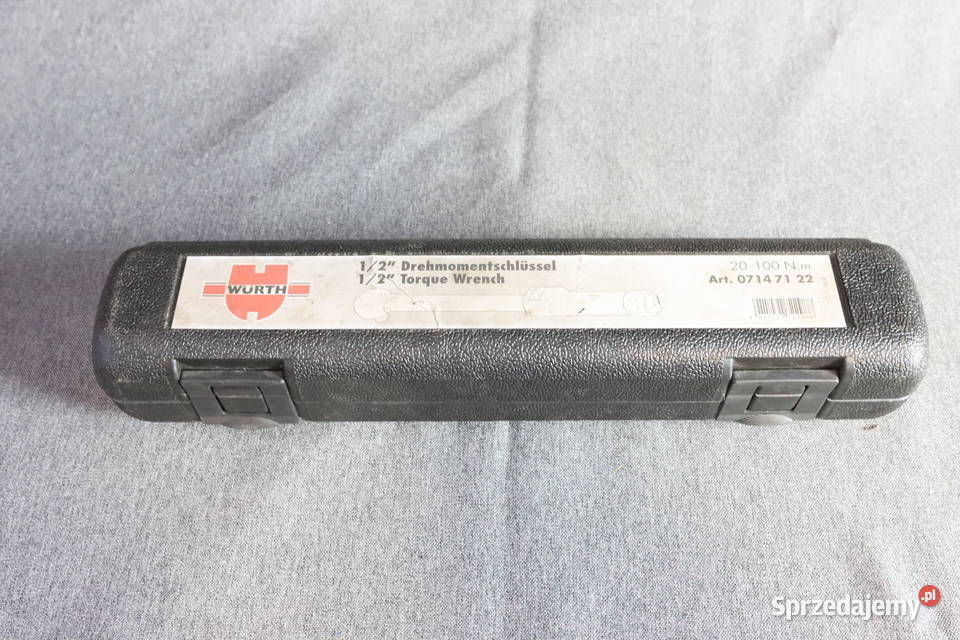 WÜRTH
1/2" Drehmomentschlüssel
1/2" Torque Wrench
20-100 N.m
Art. 0714 71 22
Sprzedajemy.pl